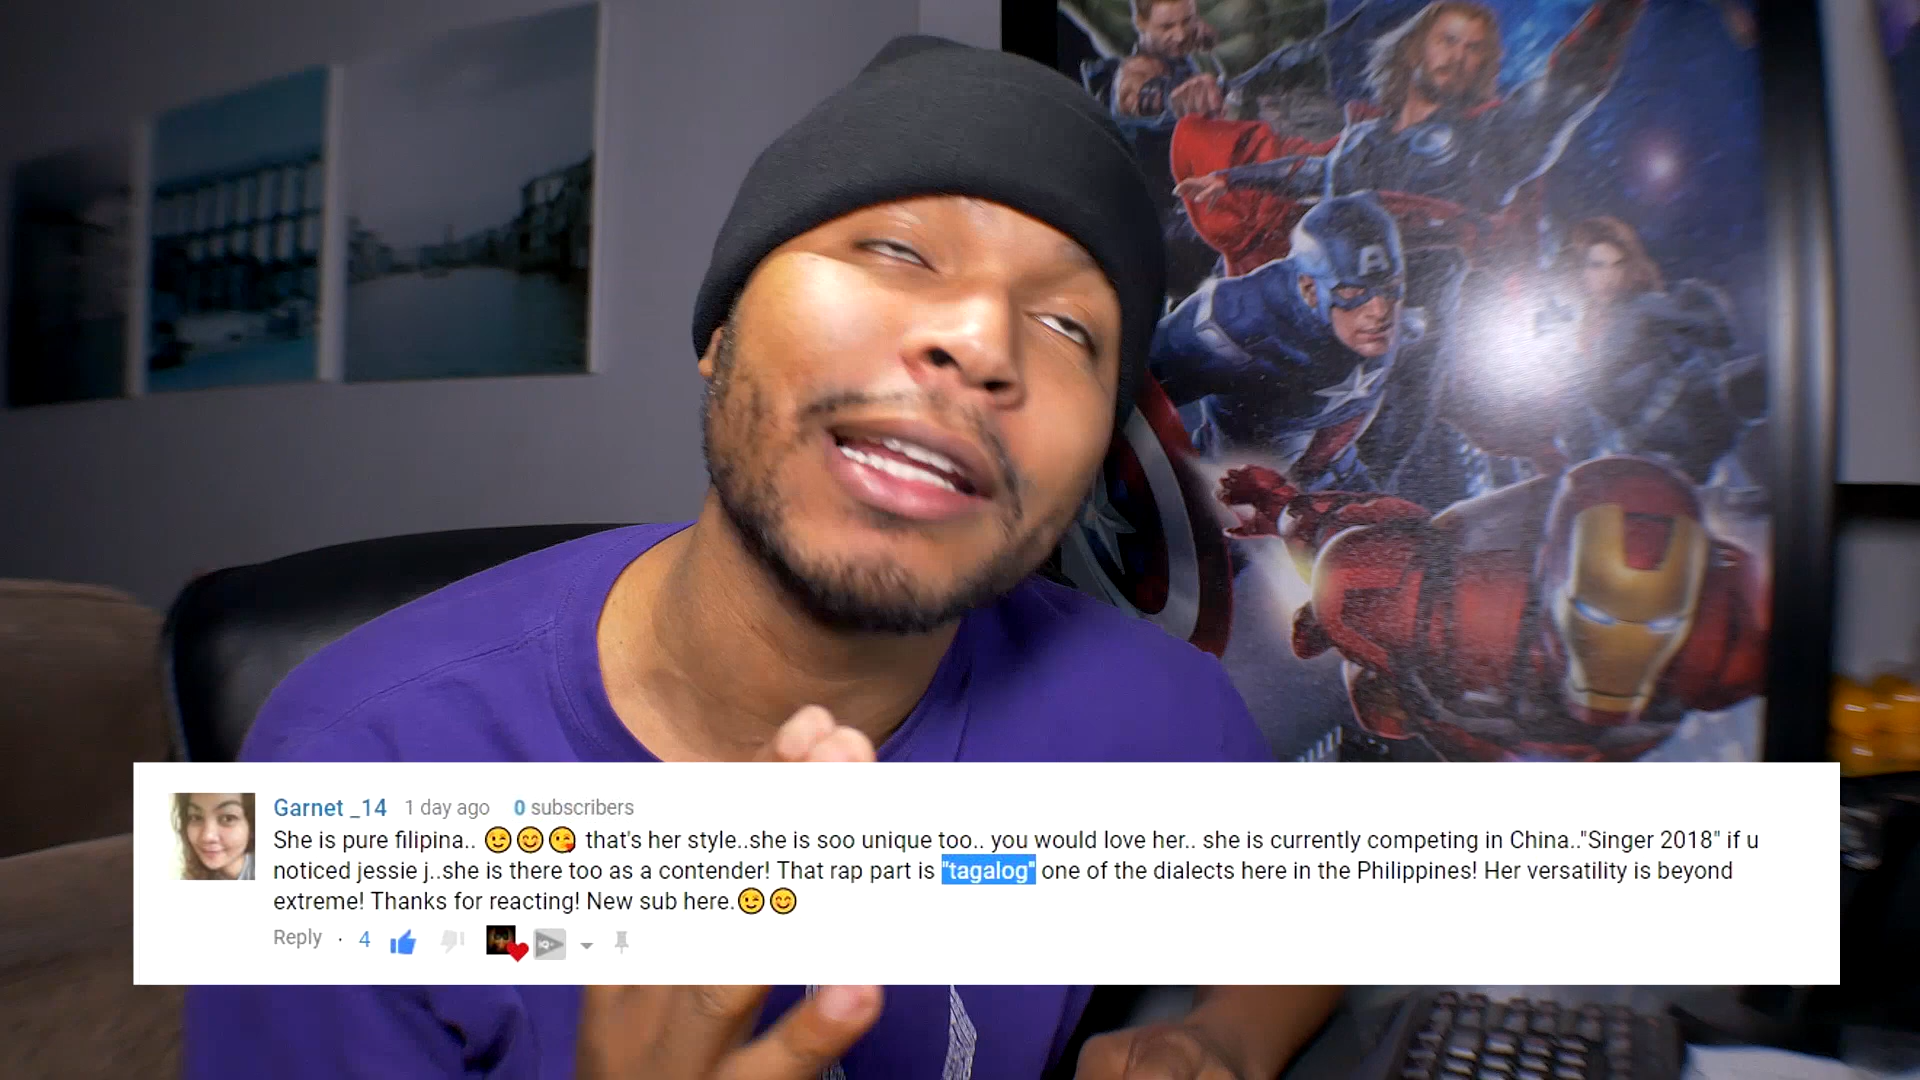 Garnet _14 1 day ago 0 subscribers
She is pure filipina.. 😉😊😘 that's her style..she is soo unique too.. you would love her.. she is currently competing in China.."Singer 2018" if u
noticed jessie j..she is there too as a contender! That rap part is "tagalog" one of the dialects here in the Philippines! Her versatility is beyond
extreme! Thanks for reacting! New sub here.😉😊
Reply · 4
A